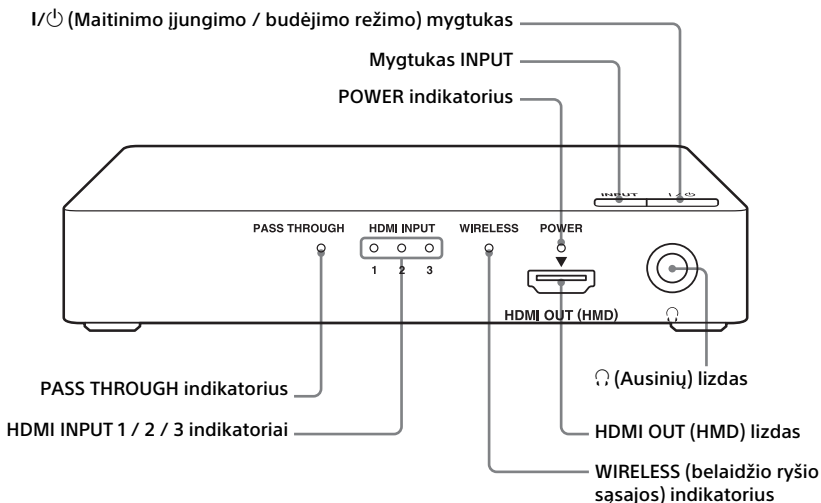 I/⏻ (Maitinimo įjungimo / budėjimo režimo) mygtukas
Mygtukas INPUT
POWER indikatorius
INPUT I/⏻
PASS THROUGH HDMI INPUT WIRELESS POWER
1 2 3
HDMI OUT (HMD)
PASS THROUGH indikatorius
(Ausinių) lizdas
HDMI INPUT 1 / 2 / 3 indikatoriai
HDMI OUT (HMD) lizdas
WIRELESS (belaidžio ryšio
sąsajos) indikatorius